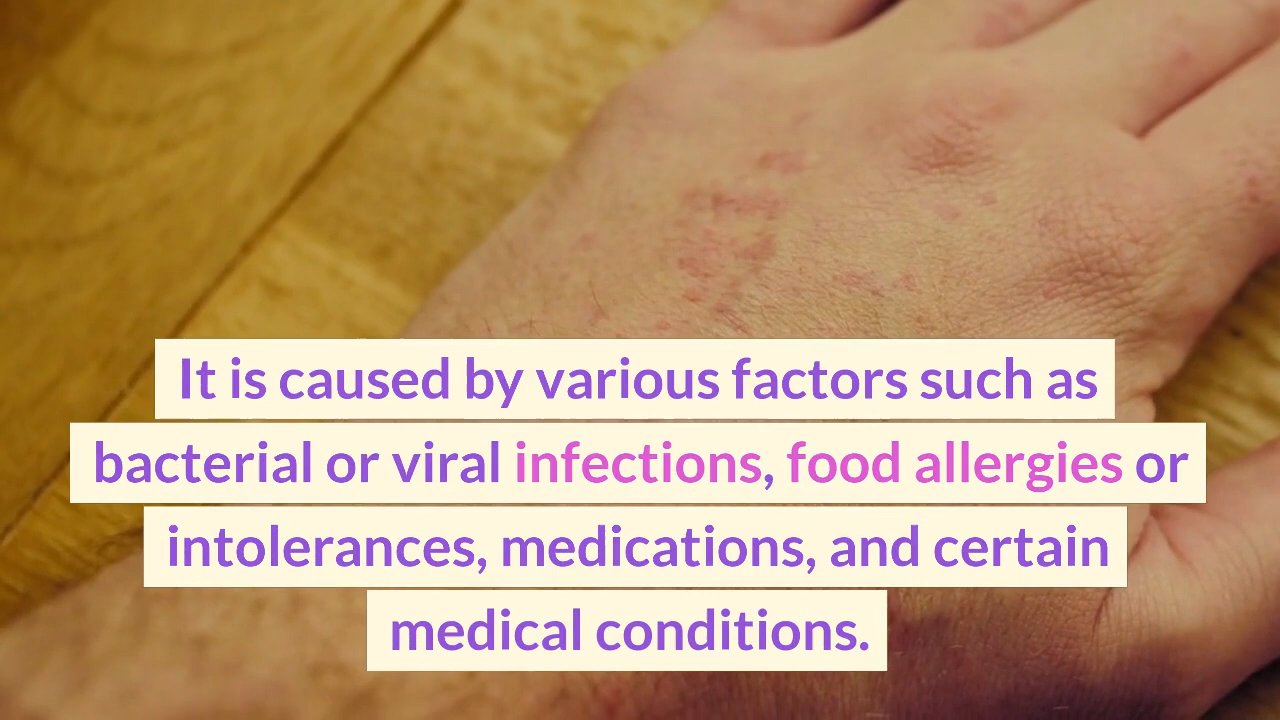 It is caused by various factors such as
bacterial or viral infections, food allergies or
intolerances, medications, and certain
medical conditions.